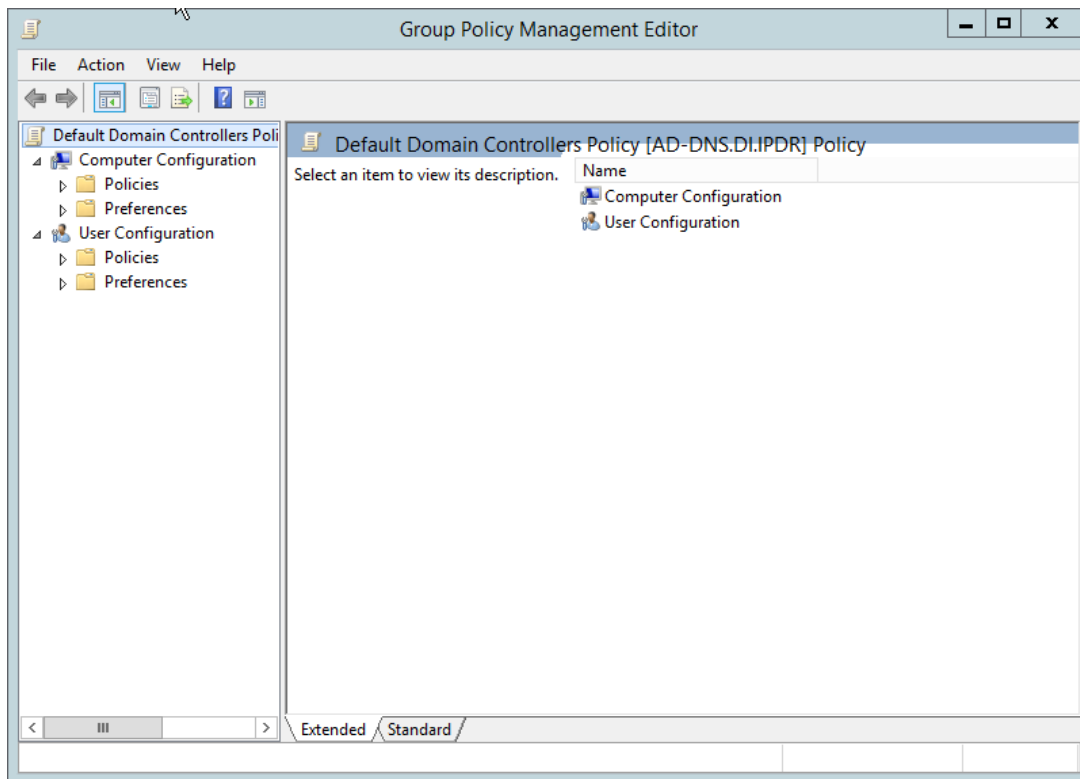 Group Policy Management Editor
File Action View Help
Default Domain Controllers Poli
Computer Configuration
Policies
Preferences
User Configuration
Policies
Preferences
Default Domain Controllers Policy [AD-DNS.DI.IPDR] Policy
Select an item to view its description.
Name
Computer Configuration
User Configuration
Extended Standard